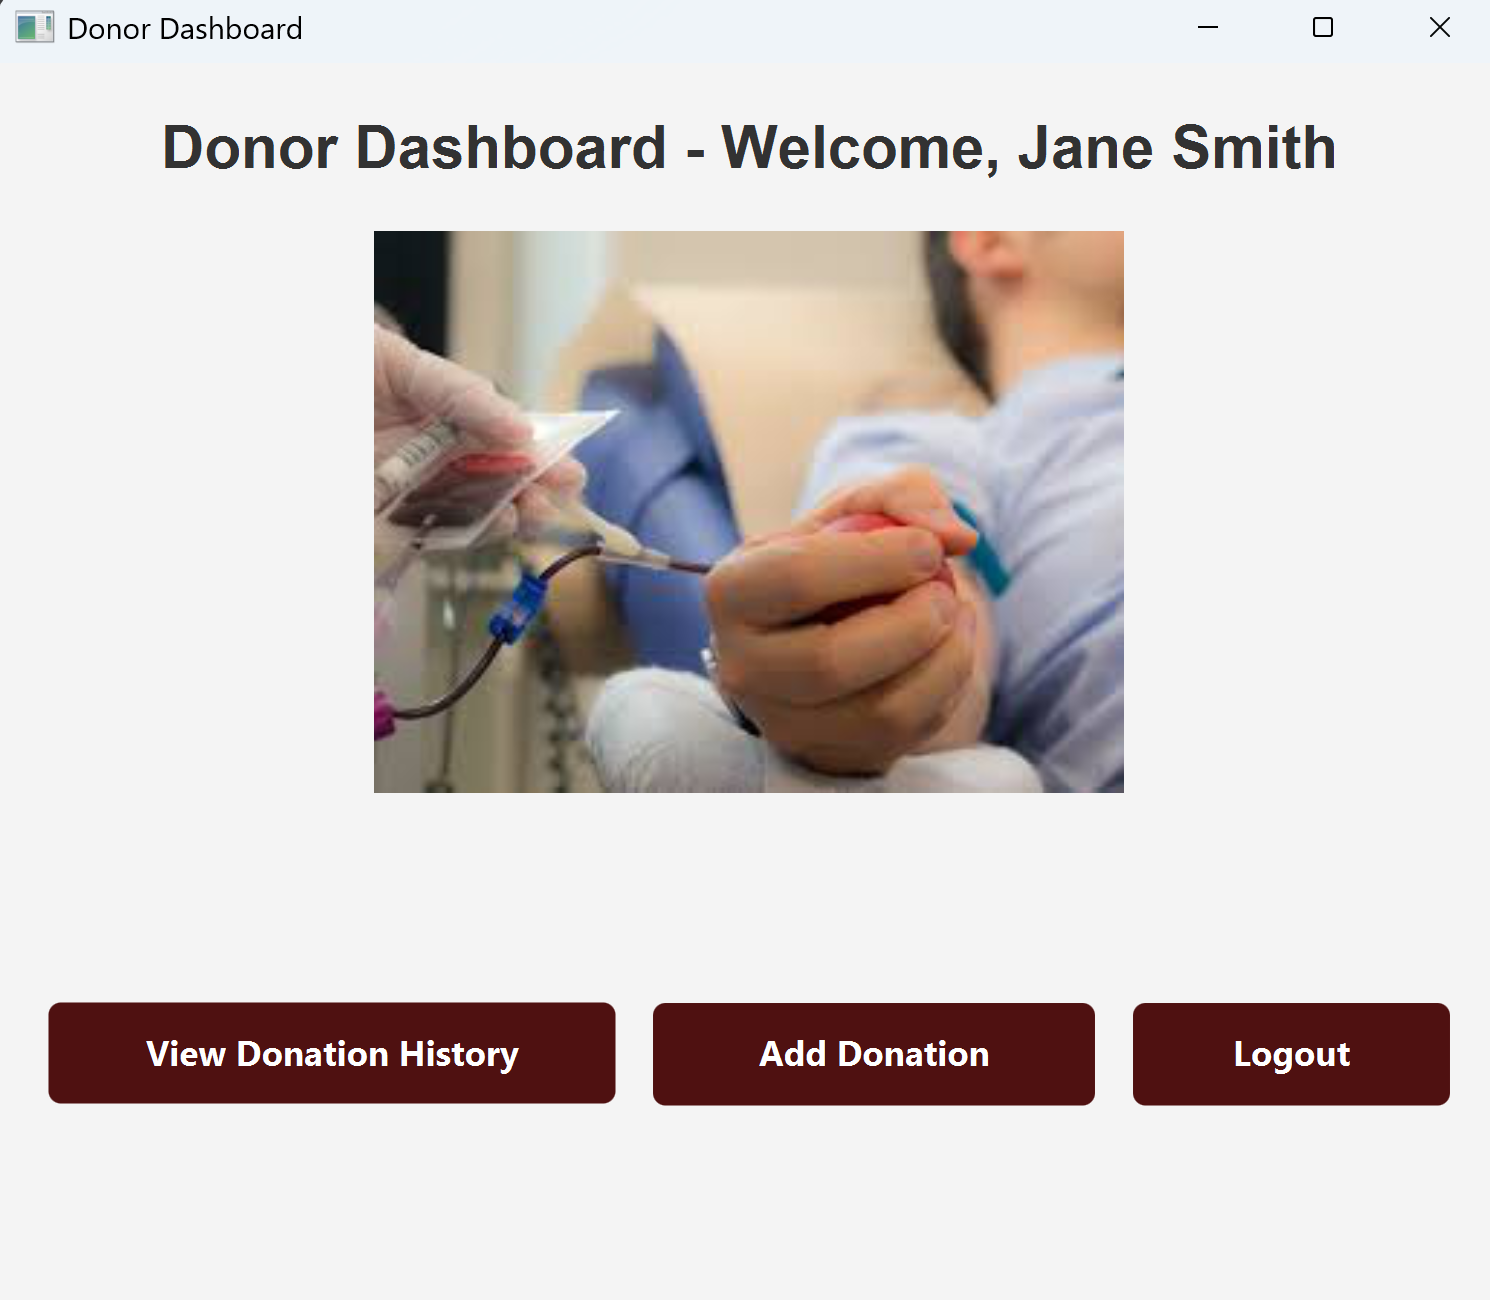 Donor Dashboard
Donor Dashboard - Welcome, Jane Smith
View Donation History
Add Donation
Logout